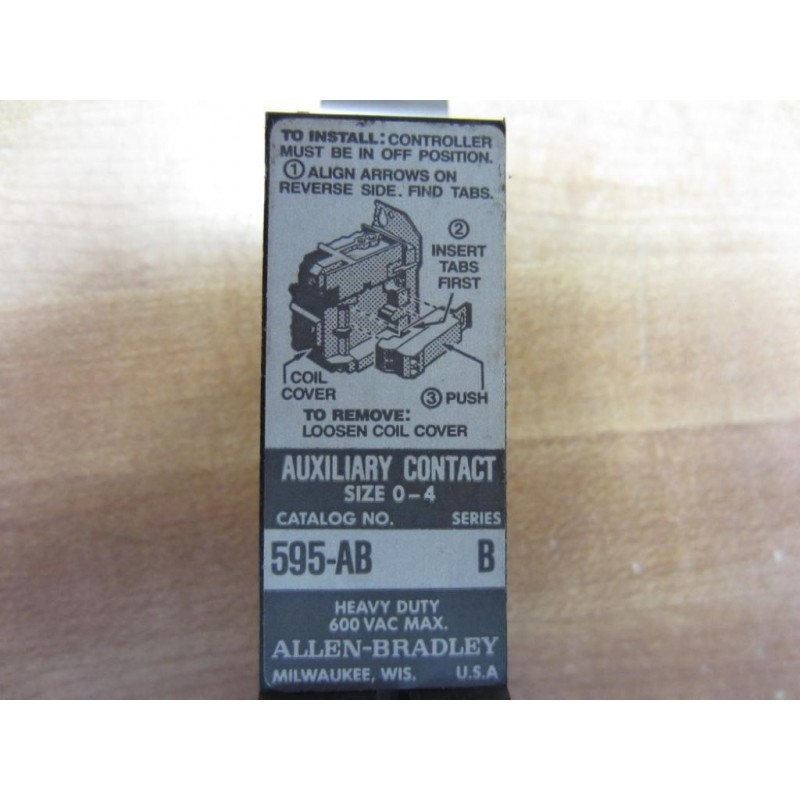 TO INSTALL: CONTROLLER
MUST BE IN OFF POSITION.
① ALIGN ARROWS ON
REVERSE SIDE. FIND TABS.
②
INSERT
TABS
FIRST
COIL
COVER
③ PUSH
TO REMOVE:
LOOSEN COIL COVER
AUXILIARY CONTACT
SIZE 0-4
CATALOG NO. SERIES
595-AB B
HEAVY DUTY
600 VAC MAX.
ALLEN-BRADLEY
MILWAUKEE, WIS. U.S.A